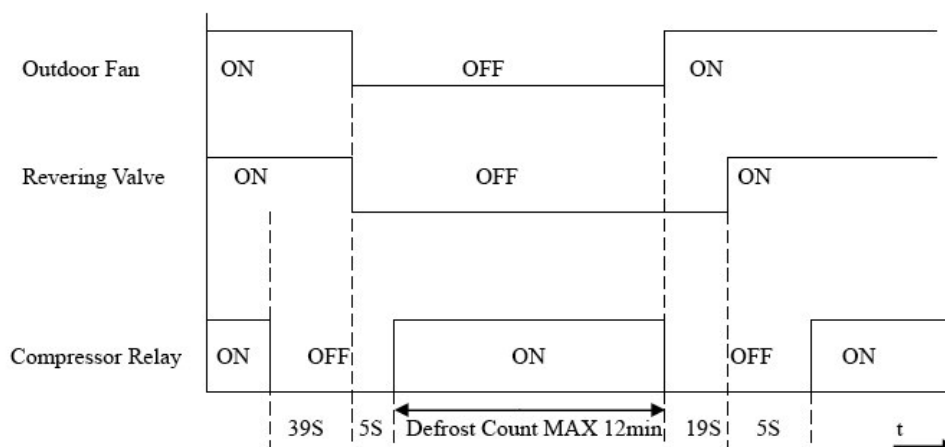 Outdoor Fan ON OFF ON
Revering Valve ON OFF ON
Compressor Relay ON OFF ON OFF ON
39S 5S Defrost Count MAX 12min 19S 5S t